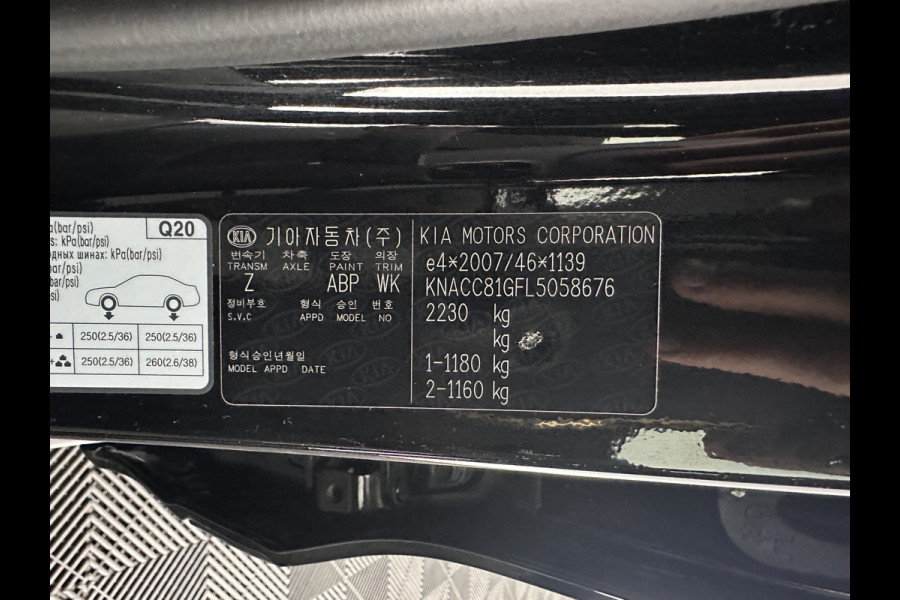 (bar/psi)
s: kPa(bar/psi)
одных шинах: kPa(bar/psi)
bar/psi)
si)
Q20
250(2.5/36) 250(2.5/36)
250(2.5/36) 260(2.6/38)
KIA 기아자동차(주)
변속기 차축 도장 의장
TRANSM AXLE PAINT TRIM
Z ABP WK
정비부호 형식 승인 번호
S.V.C APPD MODEL NO
형식승인년월일
MODEL APPD DATE
KIA MOTORS CORPORATION
e4*2007/46*1139
KNACC81GFL5058676
2230 kg
kg
1-1180 kg
2-1160 kg